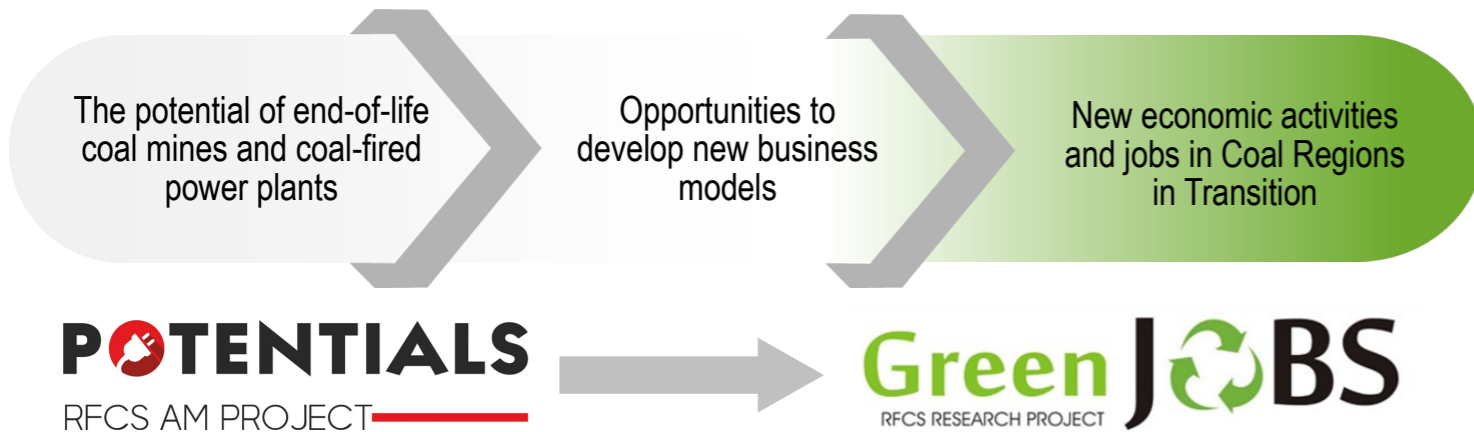 The potential of end-of-life
coal mines and coal-fired
power plants
Opportunities to
develop new business
models
New economic activities
and jobs in Coal Regions
in Transition
POTENTIALS
RFCS AM PROJECT
Green JOBS
RFCS RESEARCH PROJECT